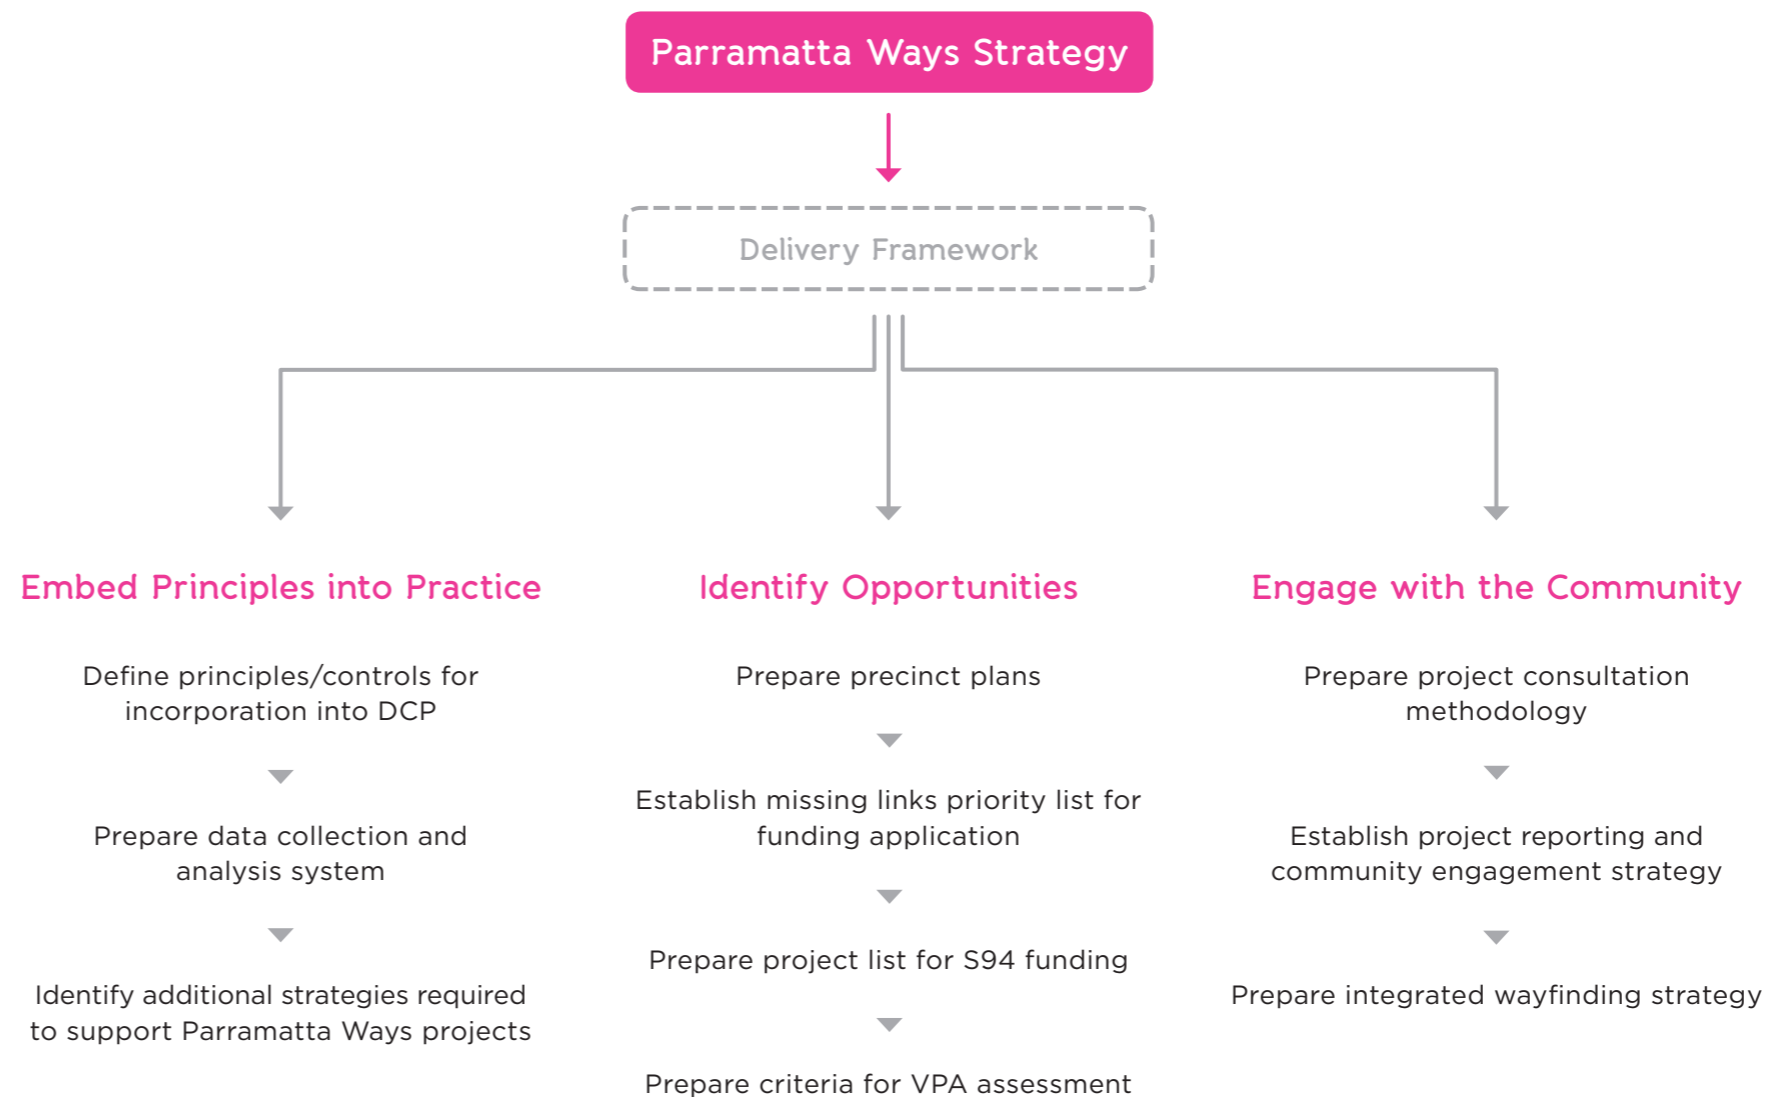 Parramatta Ways Strategy
Delivery Framework
Embed Principles into Practice
Define principles/controls for
incorporation into DCP
Prepare data collection and
analysis system
Identify additional strategies required
to support Parramatta Ways projects
Identify Opportunities
Prepare precinct plans
Establish missing links priority list for
funding application
Prepare project list for S94 funding
Prepare criteria for VPA assessment
Engage with the Community
Prepare project consultation
methodology
Establish project reporting and
community engagement strategy
Prepare integrated wayfinding strategy